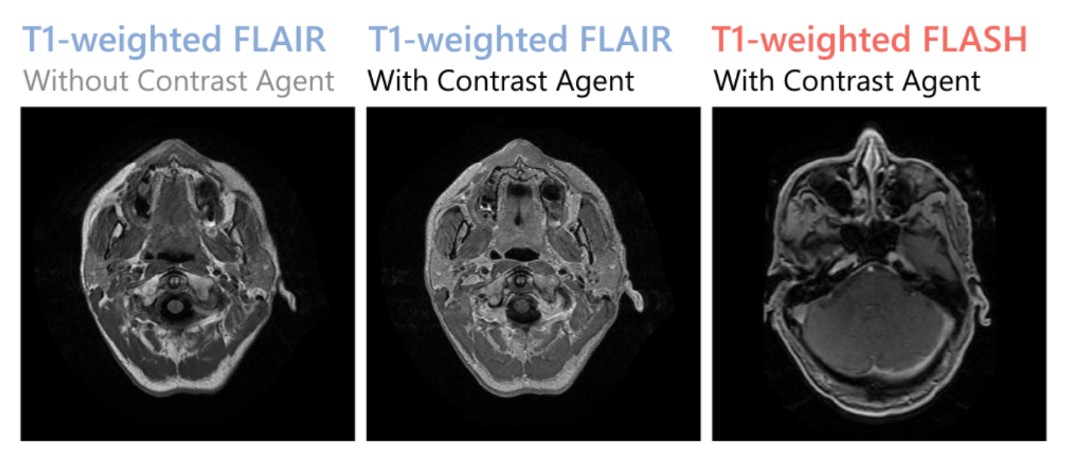 T1-weighted FLAIR
Without Contrast Agent
T1-weighted FLAIR
With Contrast Agent
T1-weighted FLASH
With Contrast Agent